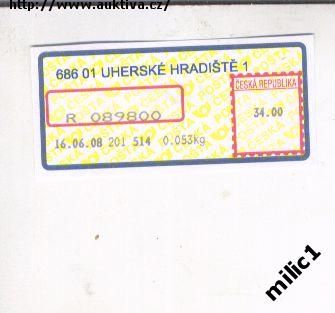 http://www.auktiva.cz/
686 01 UHERSKÉ HRADIŠTĚ 1
ČESKÁ REPUBLIKA
R 089800
34.00
16.06.08 201 514 0.053kg
milic1